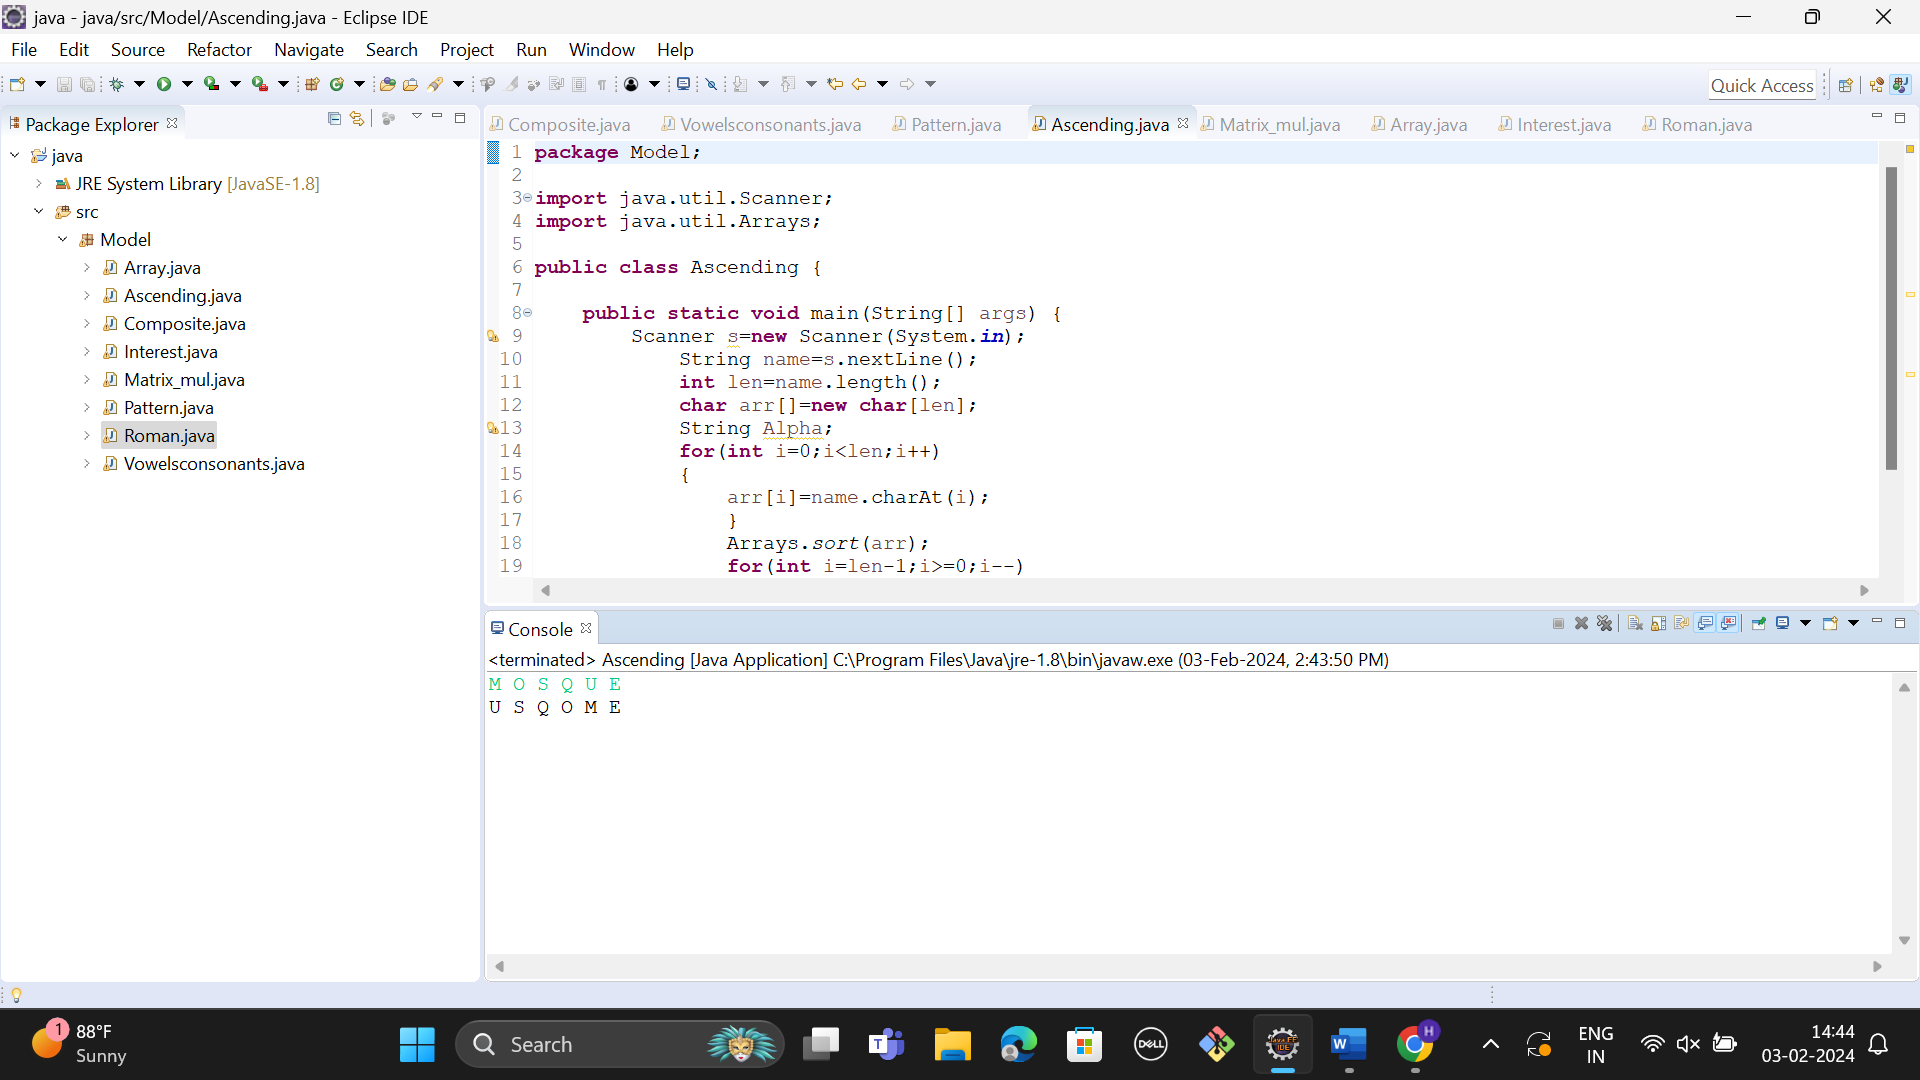 java - java/src/Model/Ascending.java - Eclipse IDE
File Edit Source Refactor Navigate Search Project Run Window Help
Quick Access
Package Explorer
java
JRE System Library [JavaSE-1.8]
src
Model
Array.java
Ascending.java
Composite.java
Interest.java
Matrix_mul.java
Pattern.java
Roman.java
Vowelsconsonants.java
Composite.java Vowelsconsonants.java Pattern.java Ascending.java Matrix_mul.java Array.java Interest.java Roman.java
1 package Model;
2
3 import java.util.Scanner;
4 import java.util.Arrays;
5
6 public class Ascending {
7
8 public static void main(String[] args) {
9 Scanner s=new Scanner(System.in);
10 String name=s.nextLine();
11 int len=name.length();
12 char arr[]=new char[len];
13 String Alpha;
14 for(int i=0;i<len;i++)
15 {
16 arr[i]=name.charAt(i);
17 }
18 Arrays.sort(arr);
19 for(int i=len-1;i>=0;i--)
Console
<terminated> Ascending [Java Application] C:\Program Files\Java\jre-1.8\bin\javaw.exe (03-Feb-2024, 2:43:50 PM)
M O S Q U E
U S Q O M E
1
88°F
Sunny
Search
T
DELL
Java EE
IDE
W
H
ENG
IN
14:44
03-02-2024